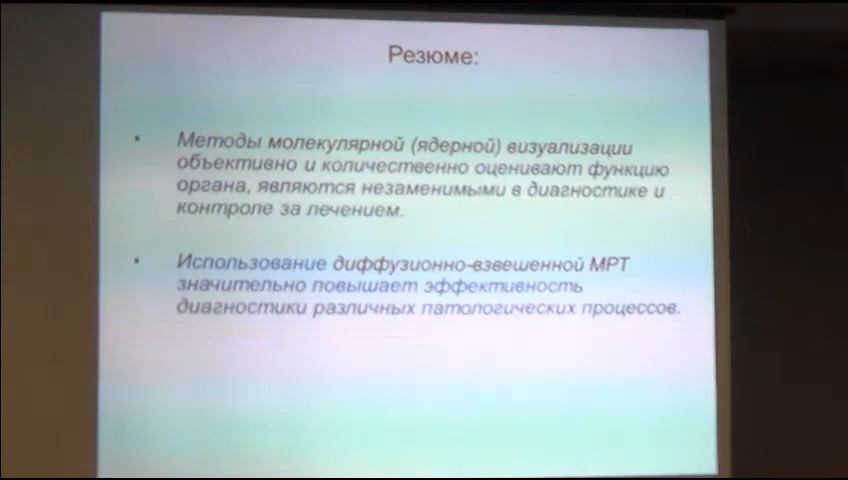 Резюме:
• Методы молекулярной (ядерной) визуализации
объективно и количественно оценивают функцию
органа, являются незаменимыми в диагностике и
контроле за лечением.
• Использование диффузионно-взвешенной МРТ
значительно повышает эффективность
диагностики различных патологических процессов.